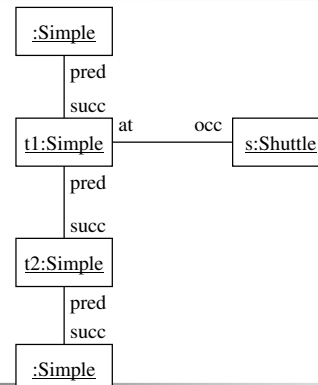 :Simple
pred
succ
t1:Simple
at
occ
s:Shuttle
pred
succ
t2:Simple
pred
succ
:Simple